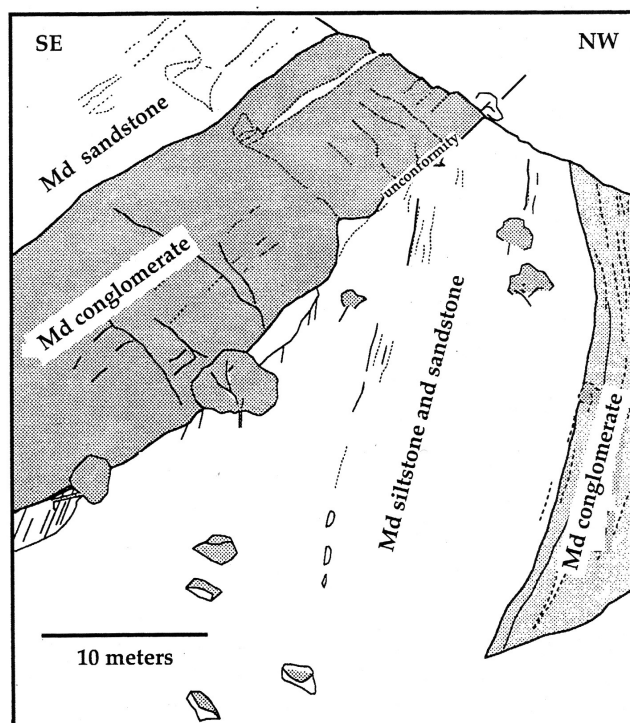 SE
NW
Md sandstone
unconformity
Md conglomerate
Md siltstone and sandstone
Md conglomerate
10 meters